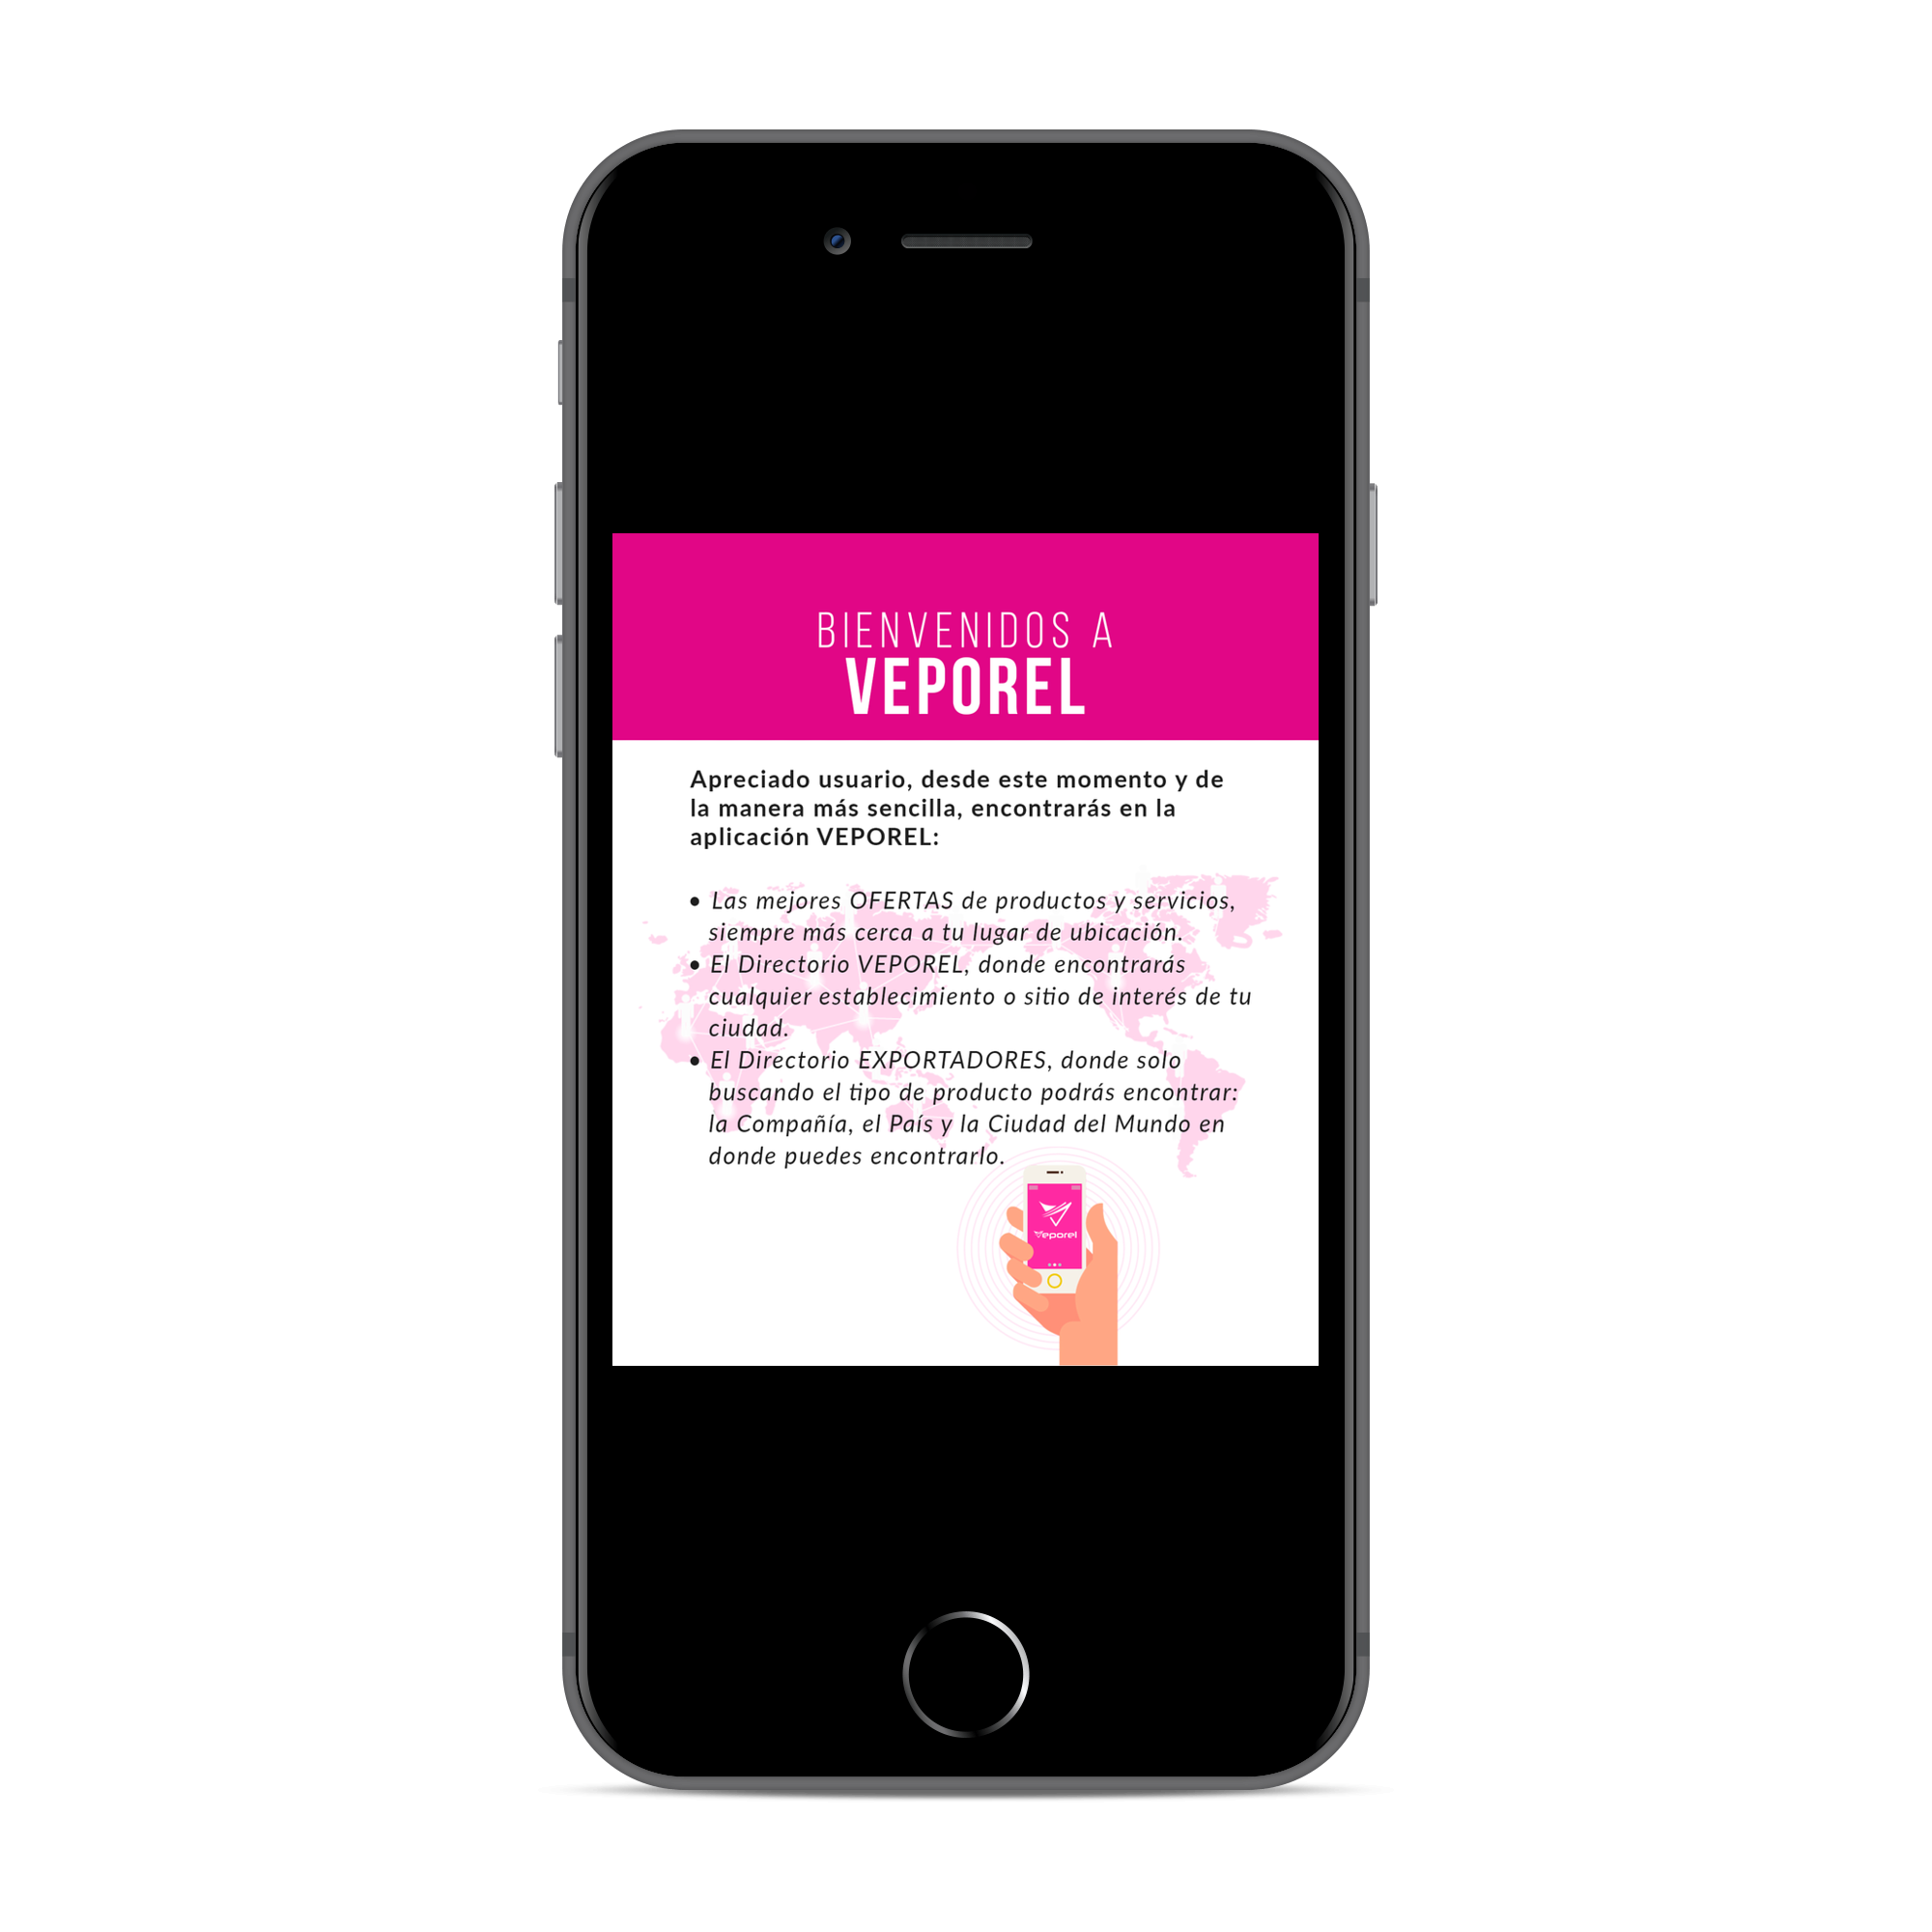 BIENVENIDOS A
VEPOREL
Apreciado usuario, desde este momento y de
la manera más sencilla, encontrarás en la
aplicación VEPOREL:
• Las mejores OFERTAS de productos y servicios,
siempre más cerca a tu lugar de ubicación.
• El Directorio VEPOREL, donde encontrarás
cualquier establecimiento o sitio de interés de tu
ciudad.
• El Directorio EXPORTADORES, donde solo
buscando el tipo de producto podrás encontrar:
la Compañía, el País y la Ciudad del Mundo en
donde puedes encontrarlo.
Veporel